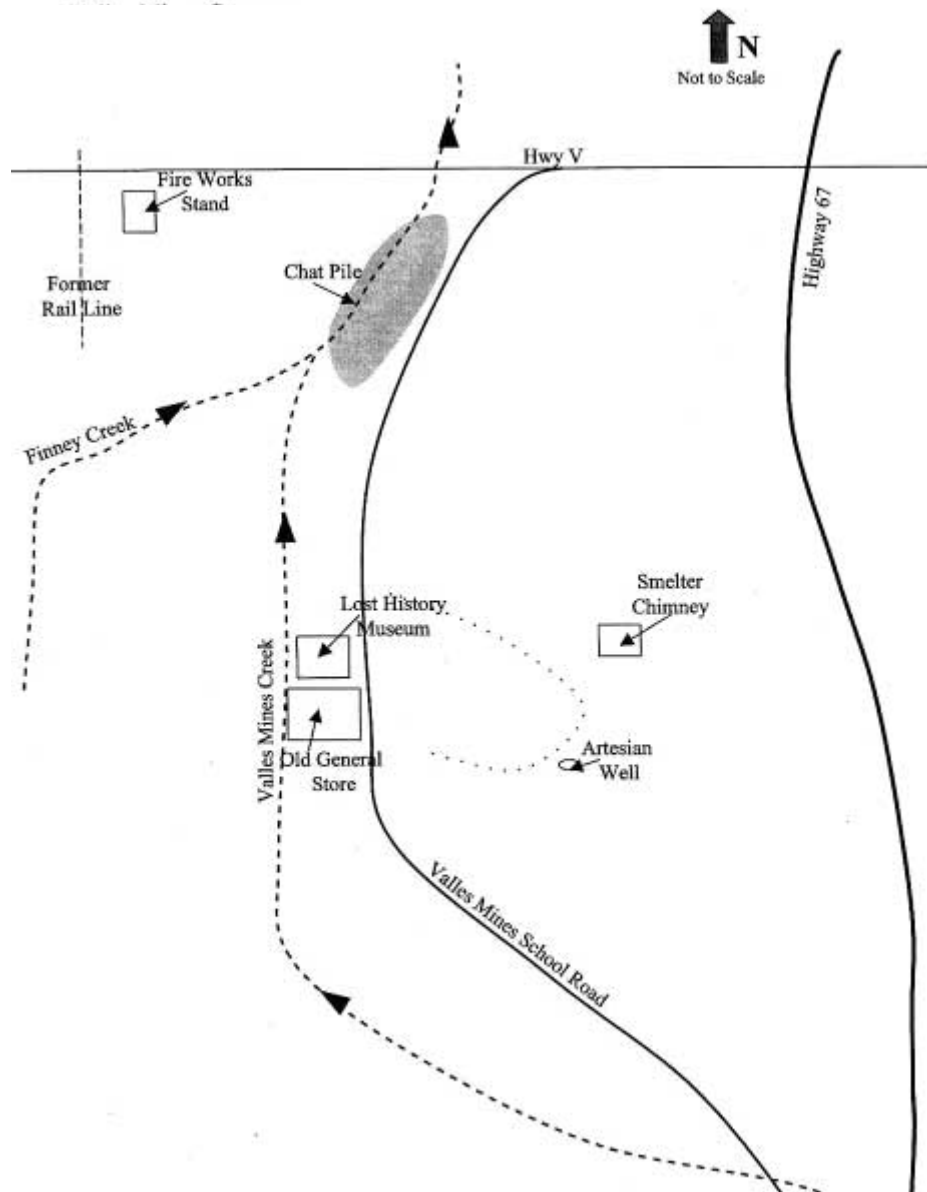 N
Not to Scale
Hwy V
Fire Works
Stand
Highway 67
Chat Pile
Former
Rail Line
Finney Creek
Smelter
Chimney
Lost History
Museum
Valles Mines Creek
Old General
Store
Artesian
Well
Valles Mines School Road